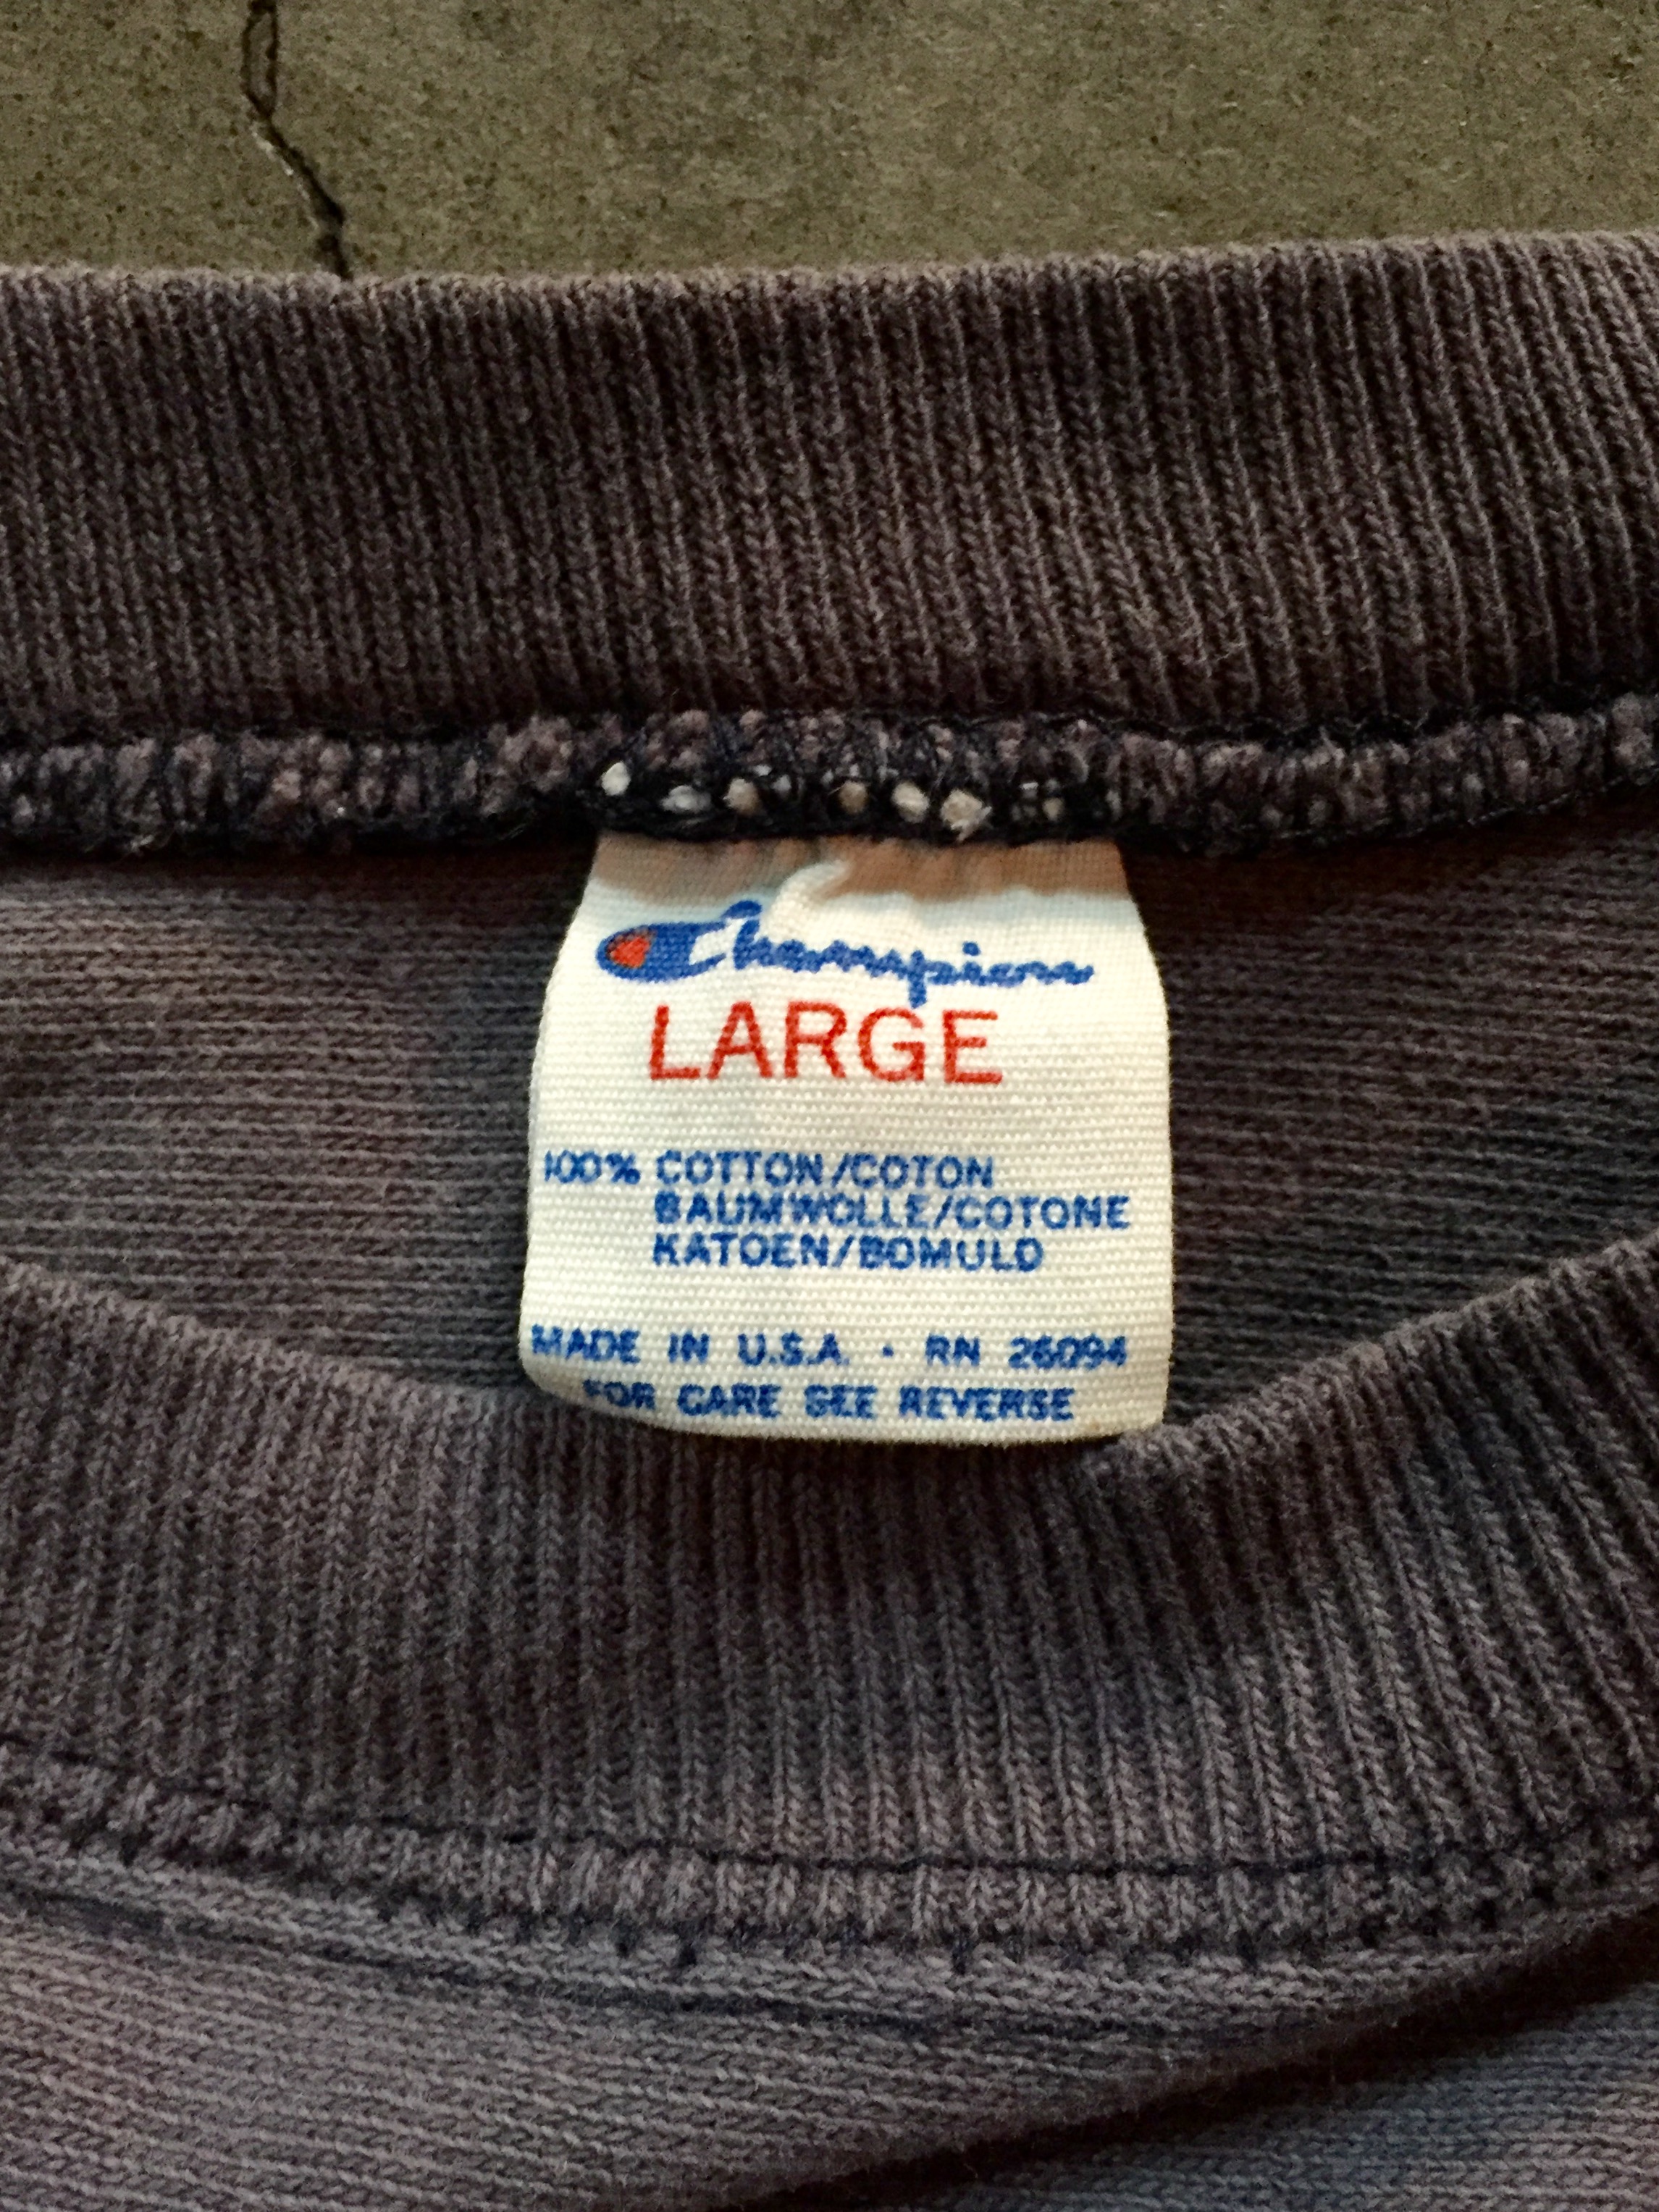 Champion
LARGE
100% COTTON/COTON
BAUMWOLLE/COTONE
KATOEN/BOMULD
MADE IN U.S.A. · RN 26094
FOR CARE SEE REVERSE